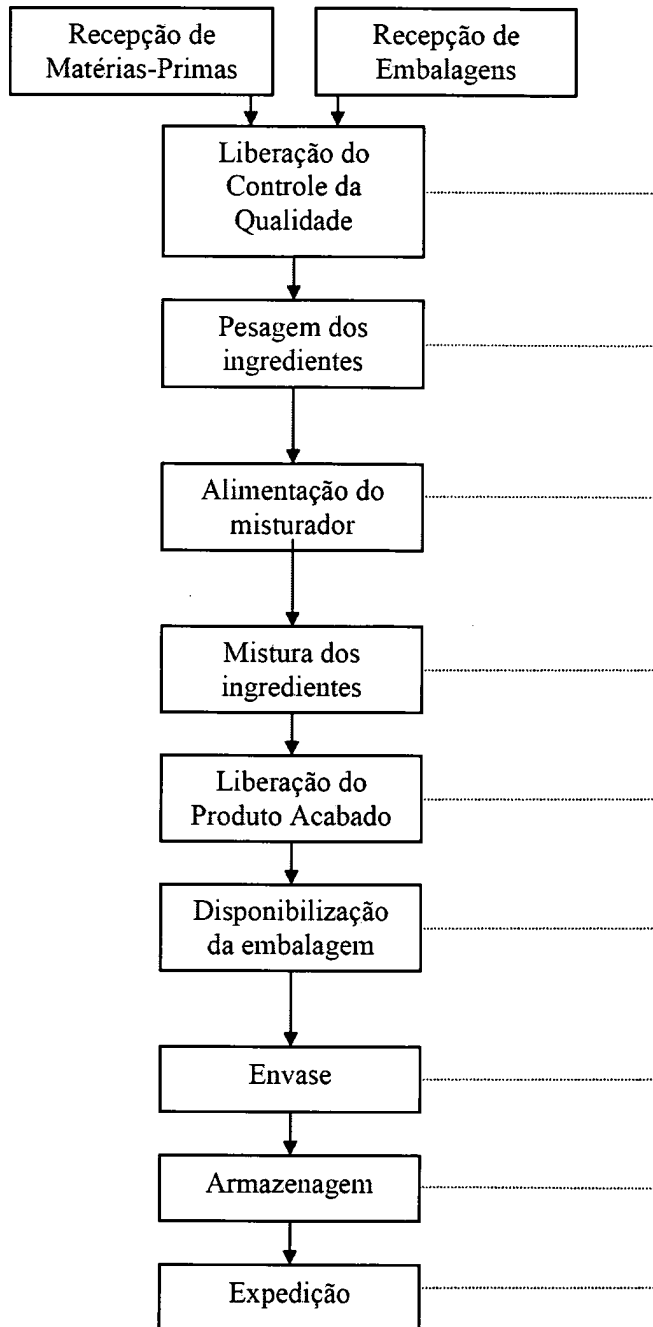 Recepção de
Matérias-Primas
Recepção de
Embalagens
Liberação do
Controle da
Qualidade
Pesagem dos
ingredientes
Alimentação do
misturador
Mistura dos
ingredientes
Liberação do
Produto Acabado
Disponibilização
da embalagem
Envase
Armazenagem
Expedição